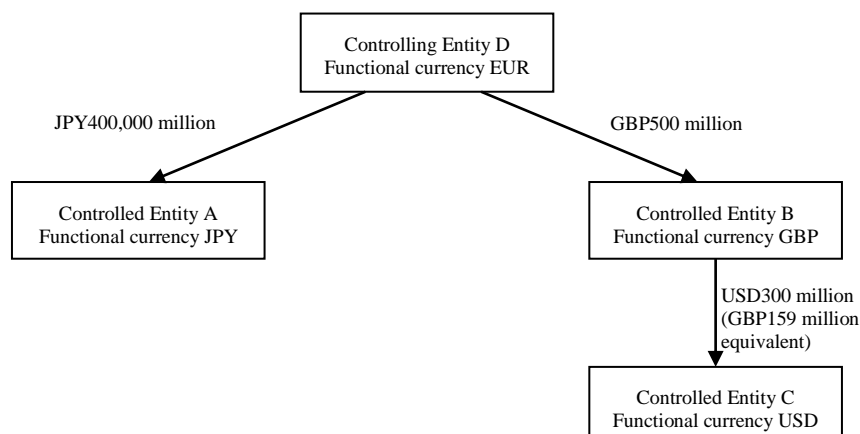 Controlling Entity D
Functional currency EUR
JPY400,000 million
GBP500 million
Controlled Entity A
Functional currency JPY
Controlled Entity B
Functional currency GBP
USD300 million
(GBP159 million
equivalent)
Controlled Entity C
Functional currency USD